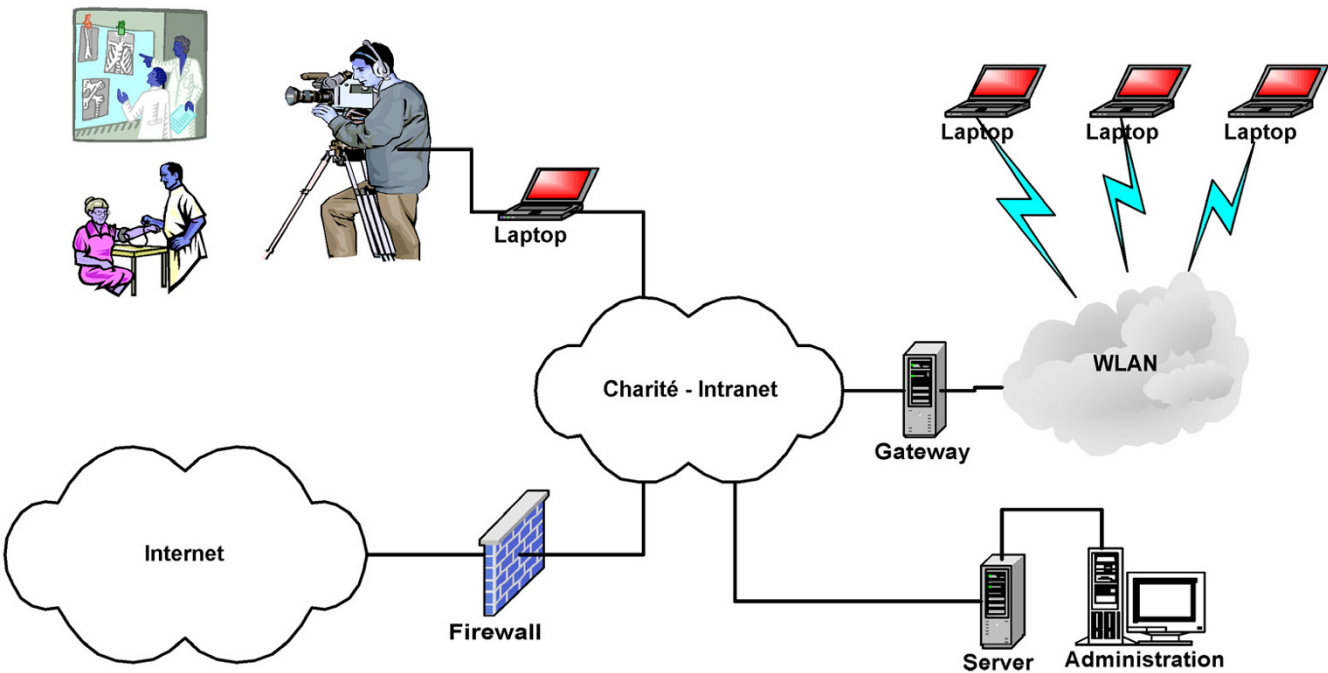 Laptop
Laptop
Laptop
Laptop
Charité - Intranet
WLAN
Gateway
Internet
Firewall
Server
Administration